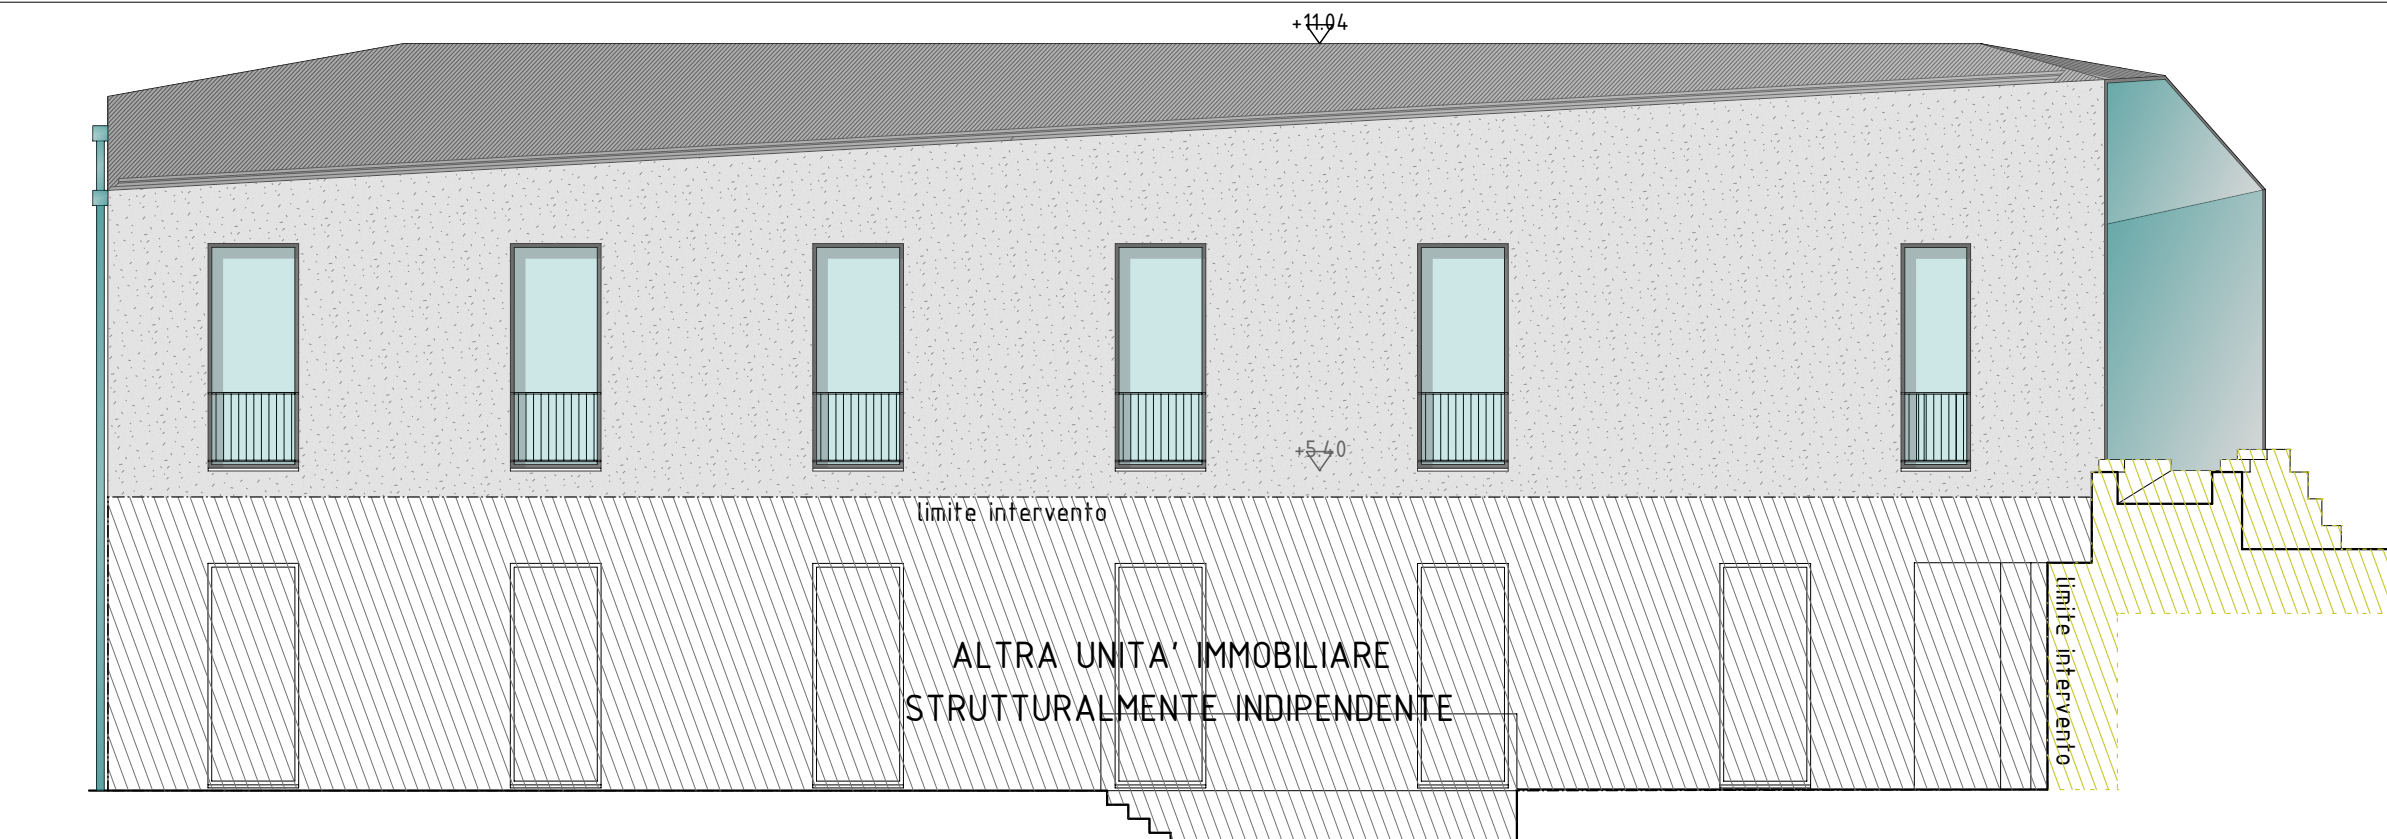 +11.04
+5.40
limite intervento
ALTRA UNITA' IMMOBILIARE
STRUTTURALMENTE INDIPENDENTE
limite intervento